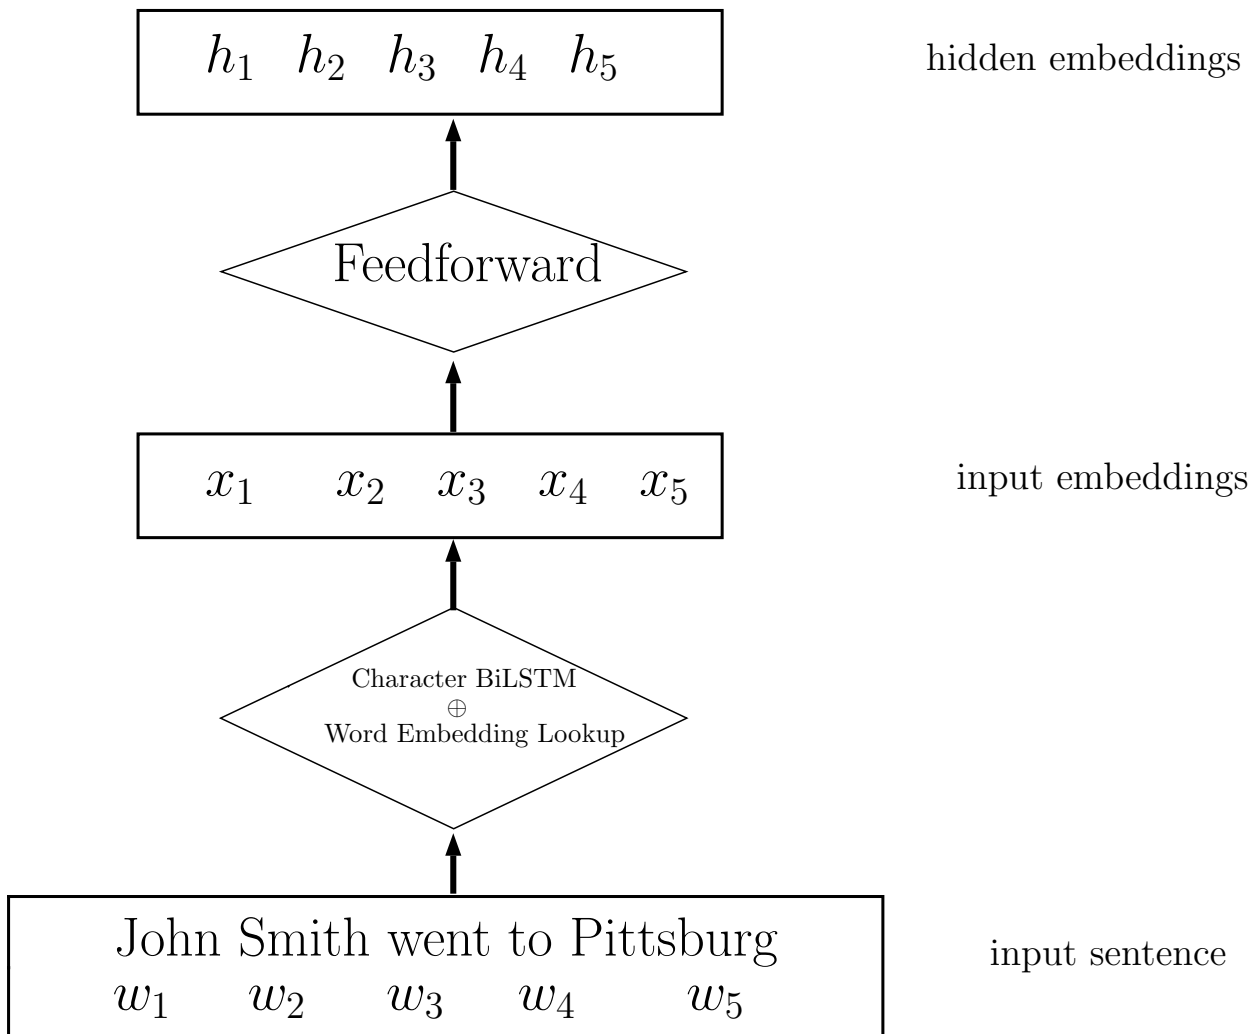 h₁ h₂ h₃ h₄ h₅ hidden embeddings
Feedforward
x₁ x₂ x₃ x₄ x₅ input embeddings
Character BiLSTM
⊕
Word Embedding Lookup
John Smith went to Pittsburg
input sentence
w₁ w₂ w₃ w₄ w₅